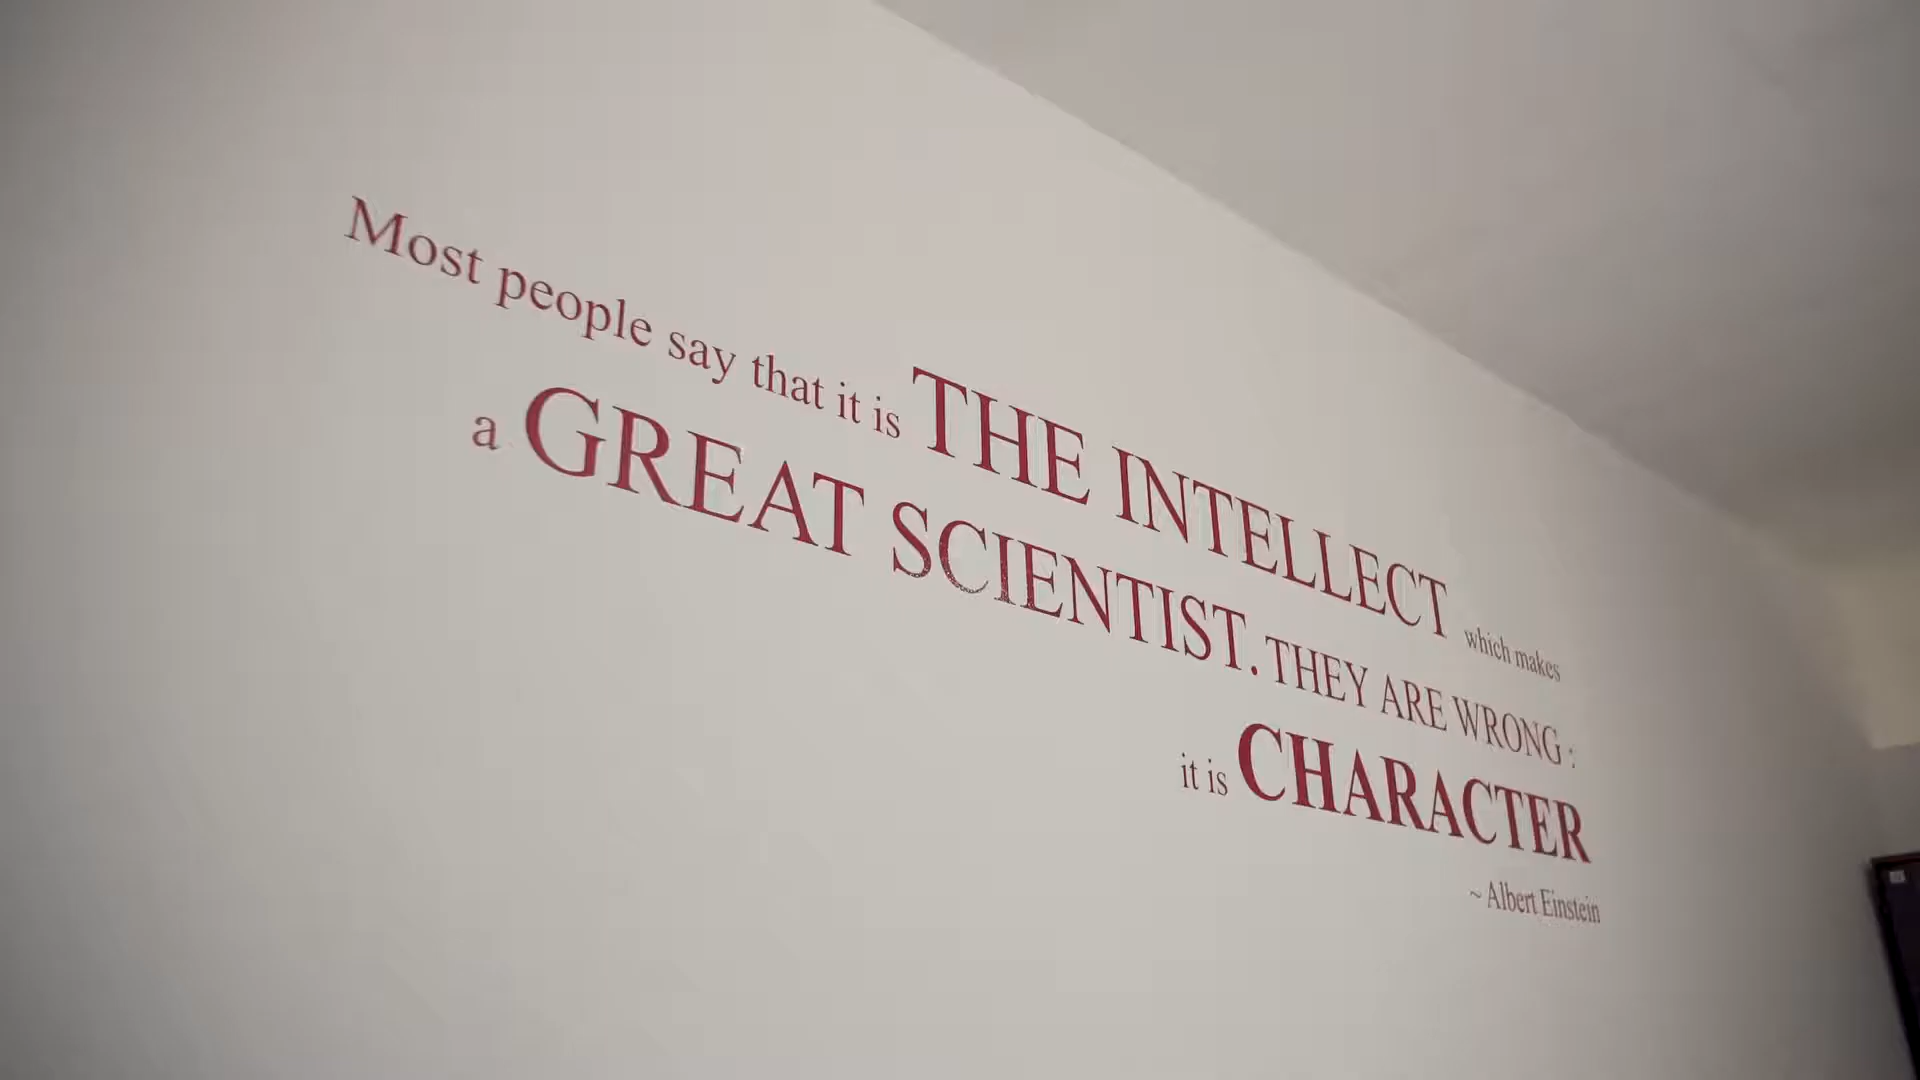 Most people say that it is THE INTELLECT which makes
a GREAT SCIENTIST. THEY ARE WRONG :
it is CHARACTER
~ Albert Einstein